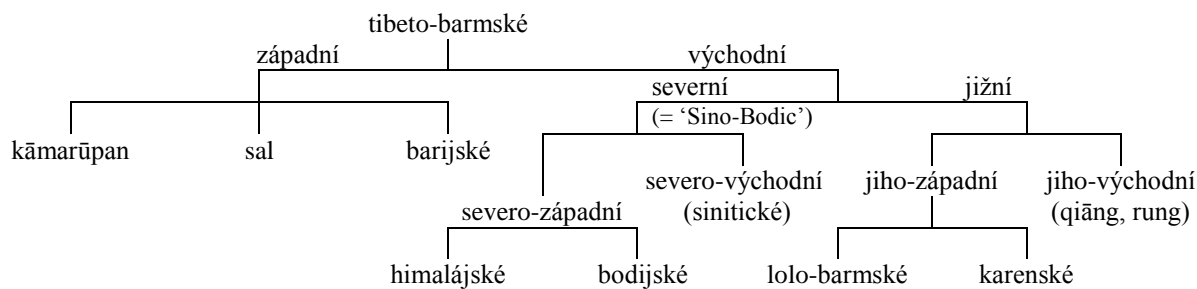 tibeto-barmské
západní východní
severní jižní
(= ‘Sino-Bodic’)
kāmarūpan sal barijské
severo-východní jiho-západní jiho-východní
severo-západní (sinitické) (qiāng, rung)
himalájské bodijské lolo-barmské karenské